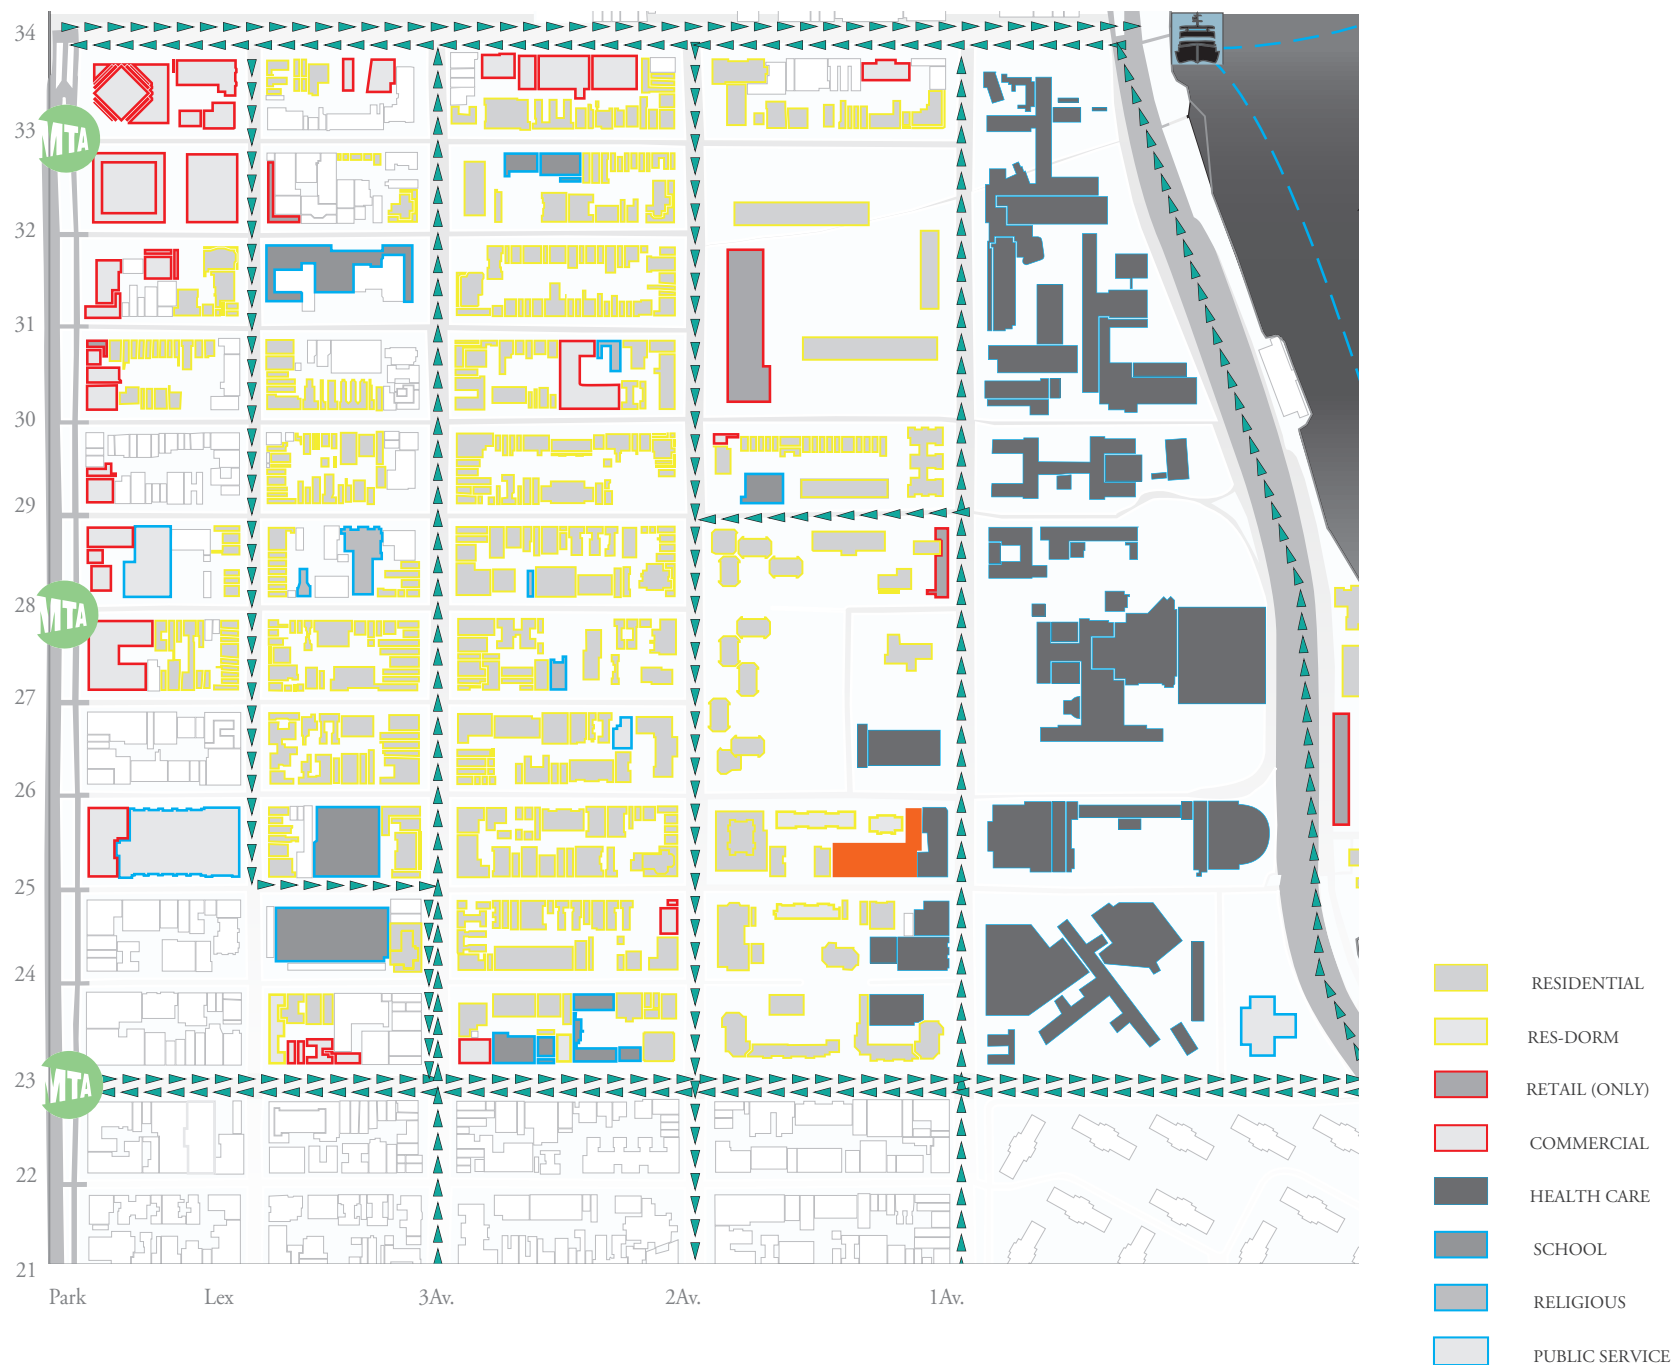 34
33
MTA
32
31
30
29
28
MTA
27
26
25
24
23
MTA
22
21
Park
Lex
3Av.
2Av.
1Av.
RESIDENTIAL
RES-DORM
RETAIL (ONLY)
COMMERCIAL
HEALTH CARE
SCHOOL
RELIGIOUS
PUBLIC SERVICE